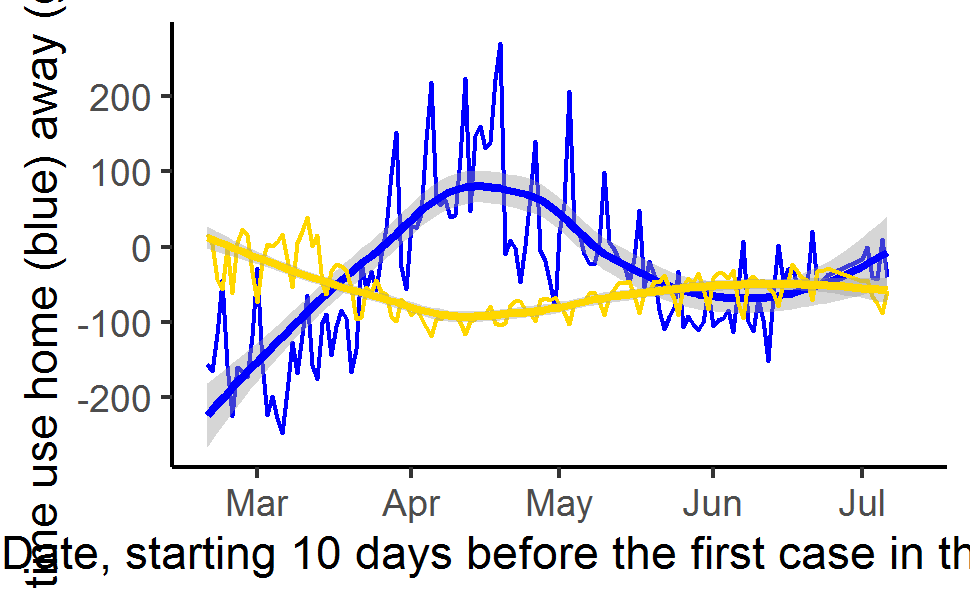 time use home (blue) away (
200
100
0
-100
-200
Mar Apr May Jun Jul
Date, starting 10 days before the first case in th